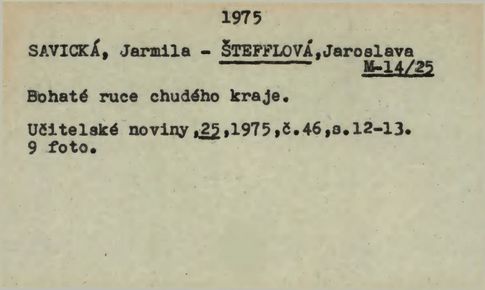 1975
SAVICKÁ, Jarmila - ŠTEFFLOVÁ,Jaroslava
M-14/25
Bohaté ruce chudého kraje.
Učitelské noviny,25,1975,č.46,s.12-13.
9 foto.